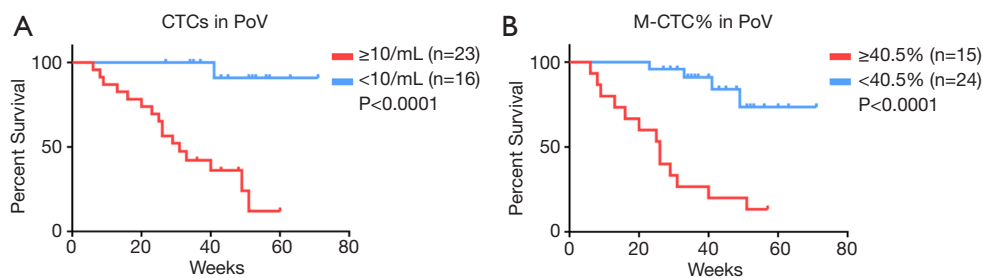 A
CTCs in PoV
≥10/mL (n=23)
<10/mL (n=16)
P<0.0001
Percent Survival
100
50
0
0 20 40 60 80
Weeks
B
M-CTC% in PoV
≥40.5% (n=15)
<40.5% (n=24)
P<0.0001
Percent Survival
100
50
0
0 20 40 60 80
Weeks